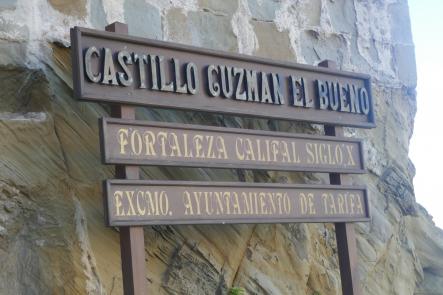 CASTILLO GUZMAN EL BUENO
FORTALEZA CALIFAL SIGLO X
EXCMO. AYUNTAMIENTO DE TARIFA